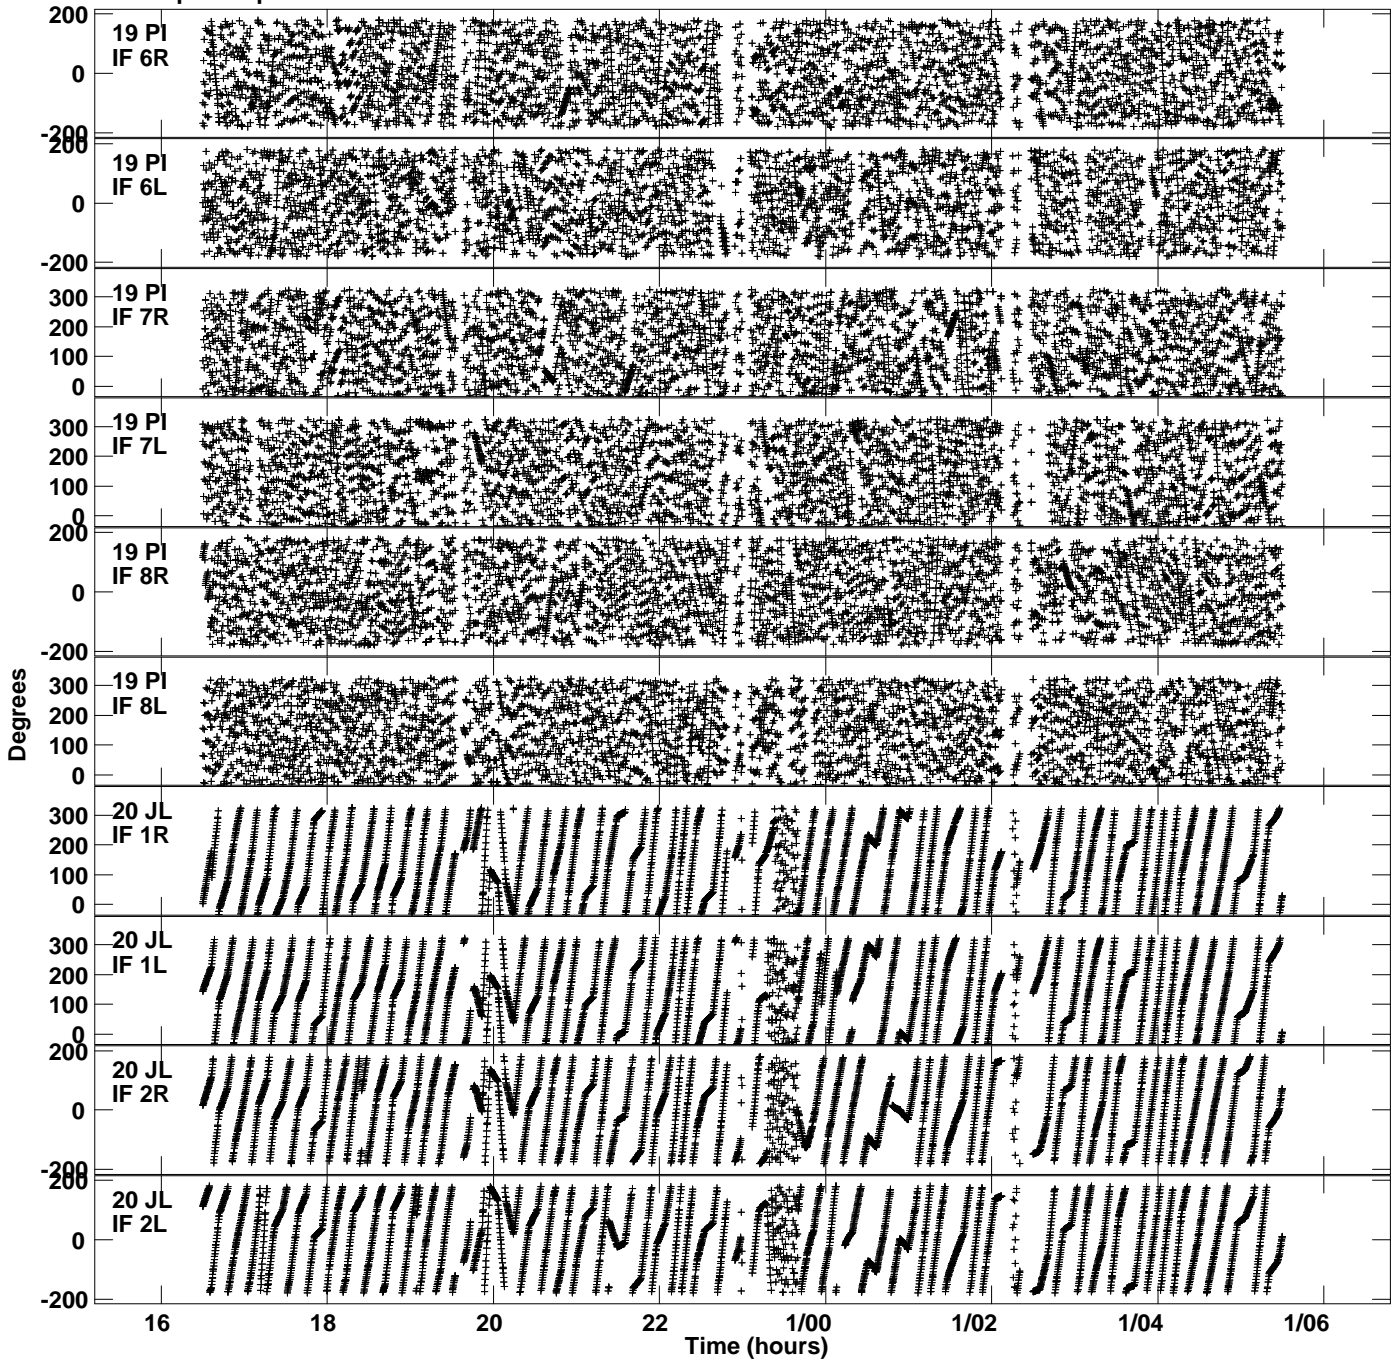 200
19 PI
IF 6R
0
-200
200
19 PI
IF 6L
0
-200
300
19 PI
IF 7R
200
100
0
300
19 PI
IF 7L
200
100
0
200
19 PI
IF 8R
0
-200
300
19 PI
IF 8L
200
100
0
Degrees
300
20 JL
IF 1R
200
100
0
300
20 JL
IF 1L
200
100
0
200
20 JL
IF 2R
0
-200
200
20 JL
IF 2L
0
-200
16 18 20 22 1/00 1/02 1/04 1/06
Time (hours)